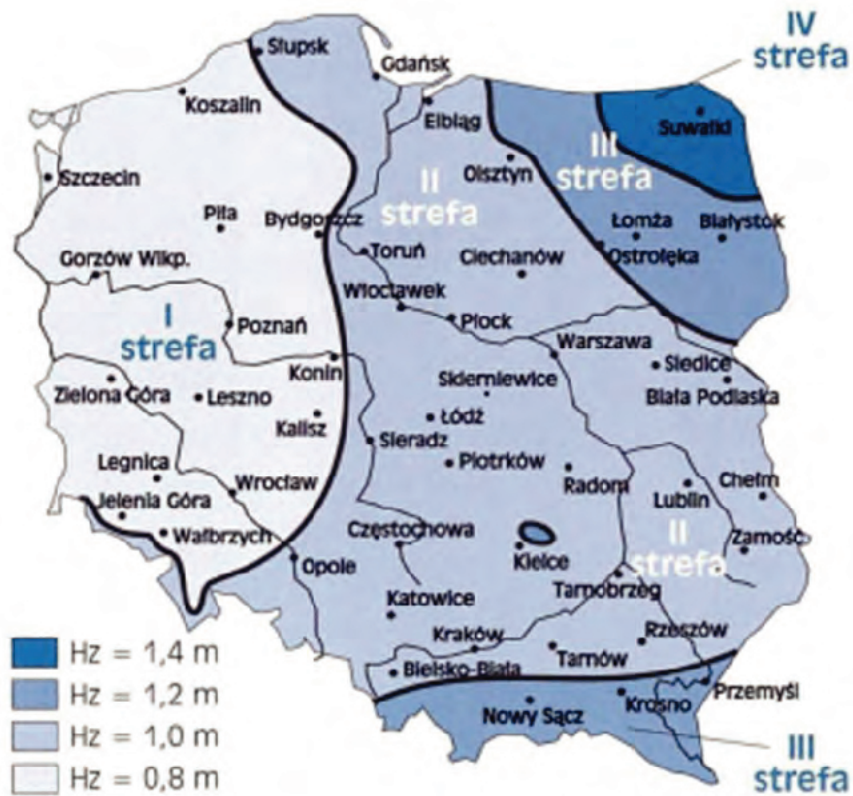 IV
strefa
Słupsk
Gdańsk
Koszalin
Elbląg
Suwałki
III
strefa
Szczecin
Olsztyn
II
strefa
Piła
Bydgoszcz
Łomża
Białystok
Toruń
Ciechanów
Ostrołęka
Gorzów Wlkp.
Włocławek
I
strefa
Poznań
Płock
Warszawa
Konin
Siedlce
Zielona Góra
Leszno
Skierniewice
Biała Podlaska
Kalisz
Łódź
Sieradz
Legnica
Piotrków
Wrocław
Radom
Lublin
Chełm
Jelenia Góra
Wałbrzych
Częstochowa
II
strefa
Zamość
Opole
Kielce
Tarnobrzeg
Katowice
Kraków
Rzeszów
Hz = 1,4 m
Bielsko-Biała
Tarnów
Hz = 1,2 m
Przemyśl
Nowy Sącz
Krosno
Hz = 1,0 m
III
strefa
Hz = 0,8 m